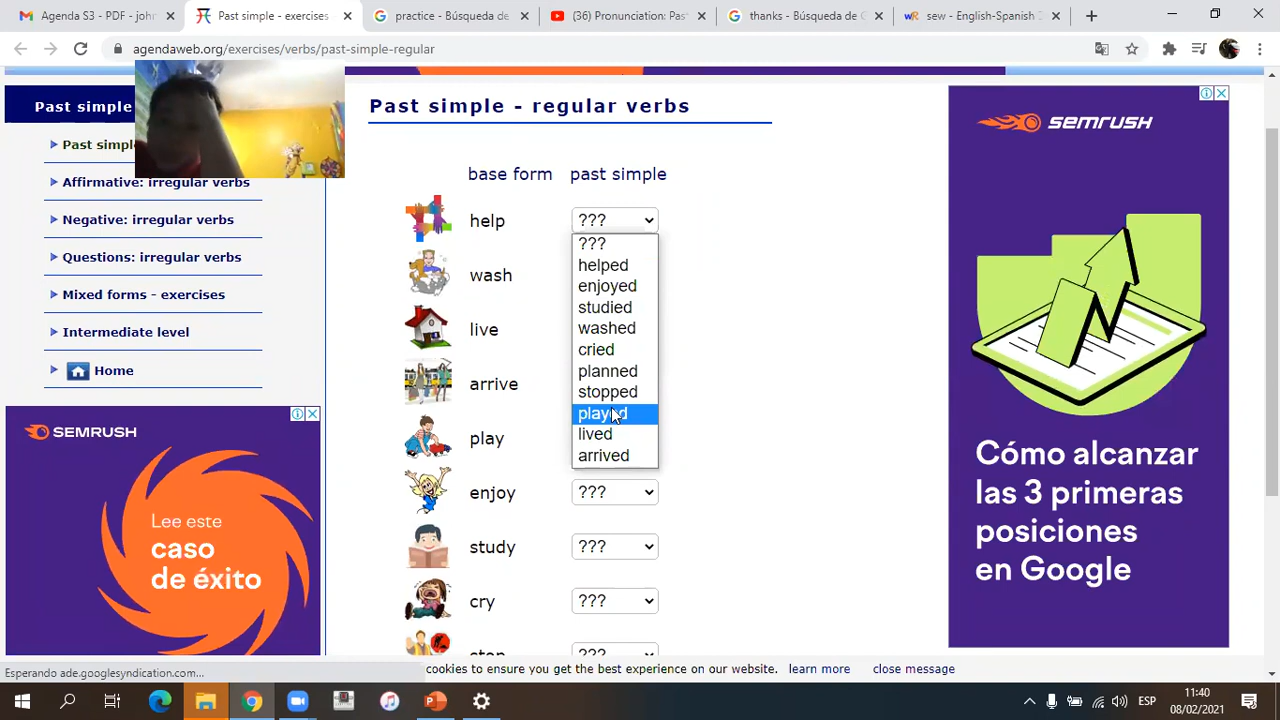 Agenda S3 - PDF - joh
Past simple - exercises
practice - Búsqueda de
(36) Pronunciation: Pas
thanks - Búsqueda de G
sew - English-Spanish
agendaweb.org/exercises/verbs/past-simple-regular
Past simple
Past simple - regular verbs
SEMRUSH
Past simp
Affirmative: irregular verbs
Negative: irregular verbs
Questions: irregular verbs
Mixed forms - exercises
Intermediate level
Home
base form past simple
help ???
???
helped
enjoyed
studied
washed
cried
planned
stopped
played
lived
arrived
wash
live
arrive
play
enjoy ???
study ???
cry ???
stop ???
SEMRUSH
Lee este
caso
de éxito
Cómo alcanzar
las 3 primeras
posiciones
en Google
Esperando ade.googlesyndication.com...
cookies to ensure you get the best experience on our website. learn more close message
ESP
11:40
08/02/2021